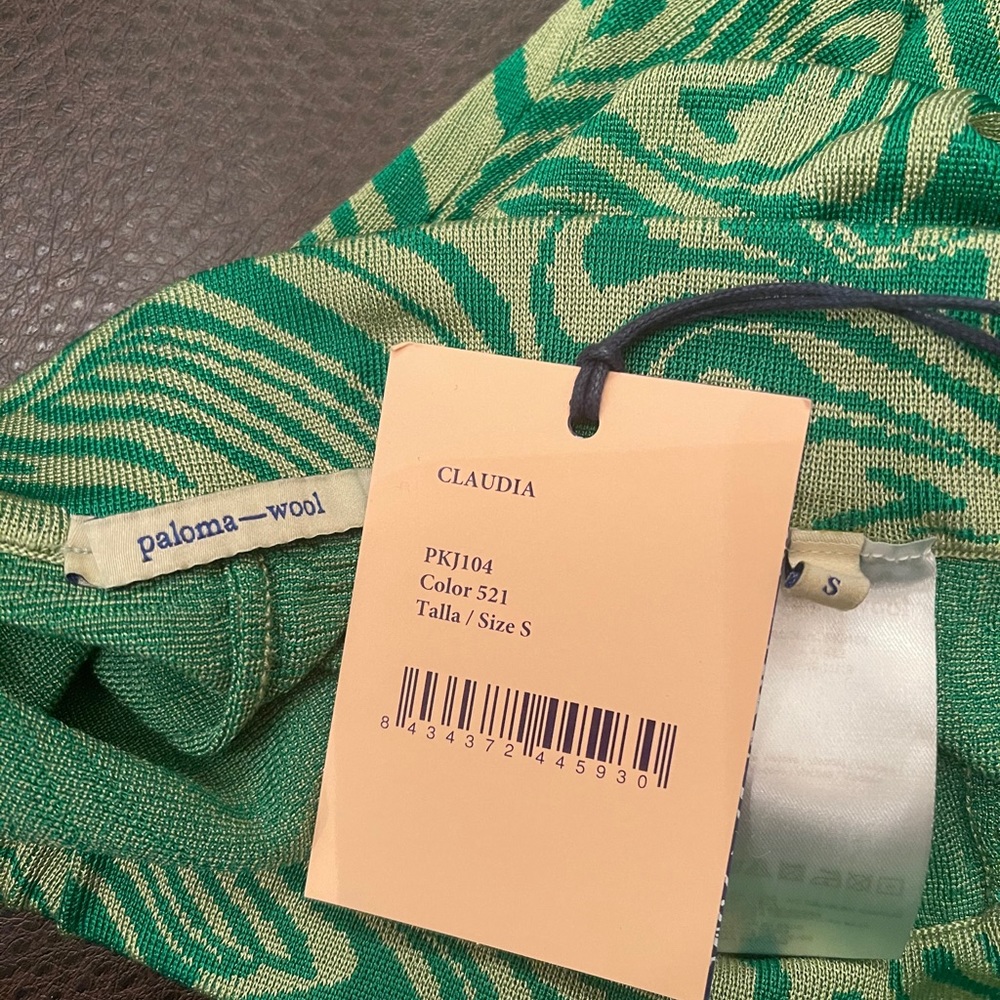 paloma—wool
CLAUDIA
PKJ104
Color 521
Talla / Size S
8 434372 445930
S